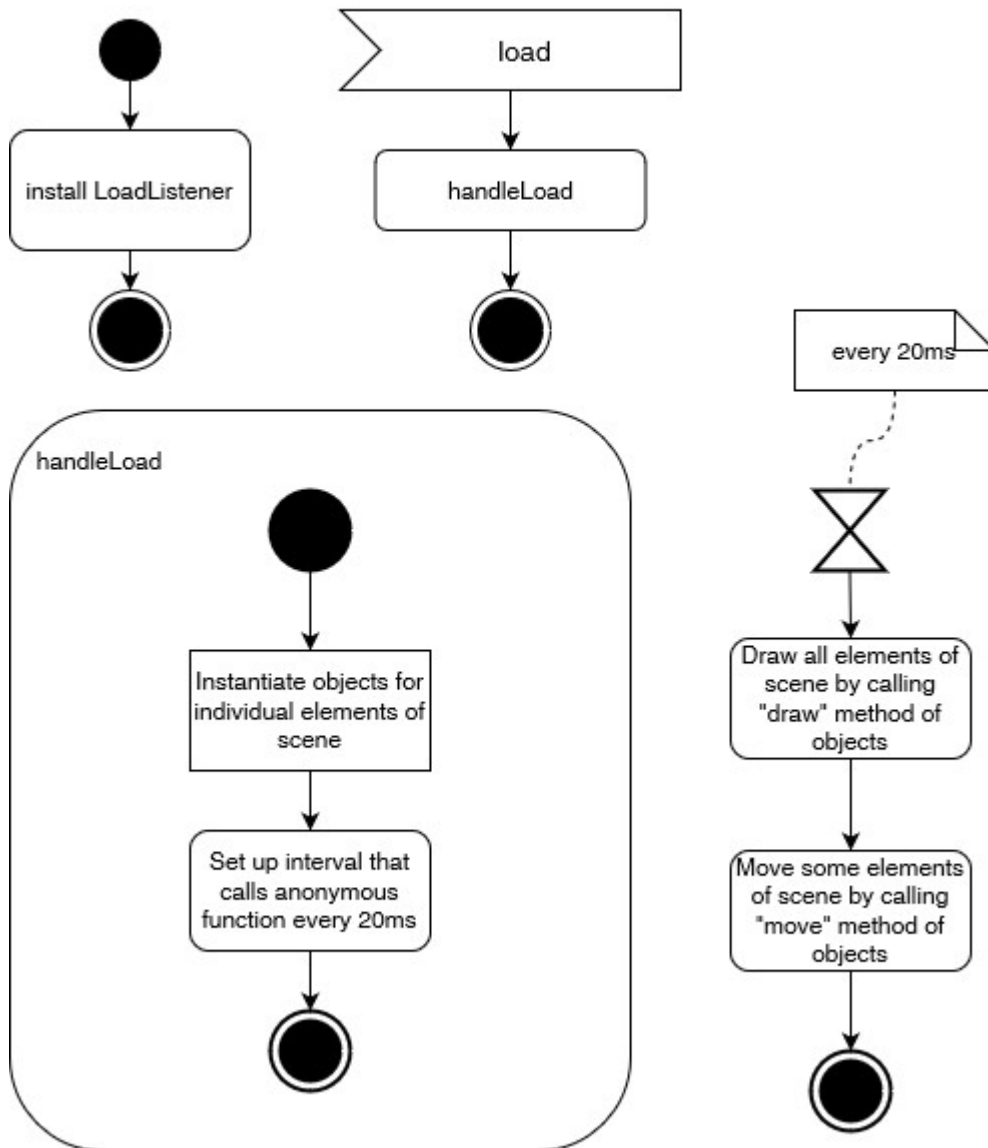 load
install LoadListener
handleLoad
every 20ms
handleLoad
Instantiate objects for
individual elements of
scene
Set up interval that
calls anonymous
function every 20ms
Draw all elements of
scene by calling
"draw" method of
objects
Move some elements
of scene by calling
"move" method of
objects